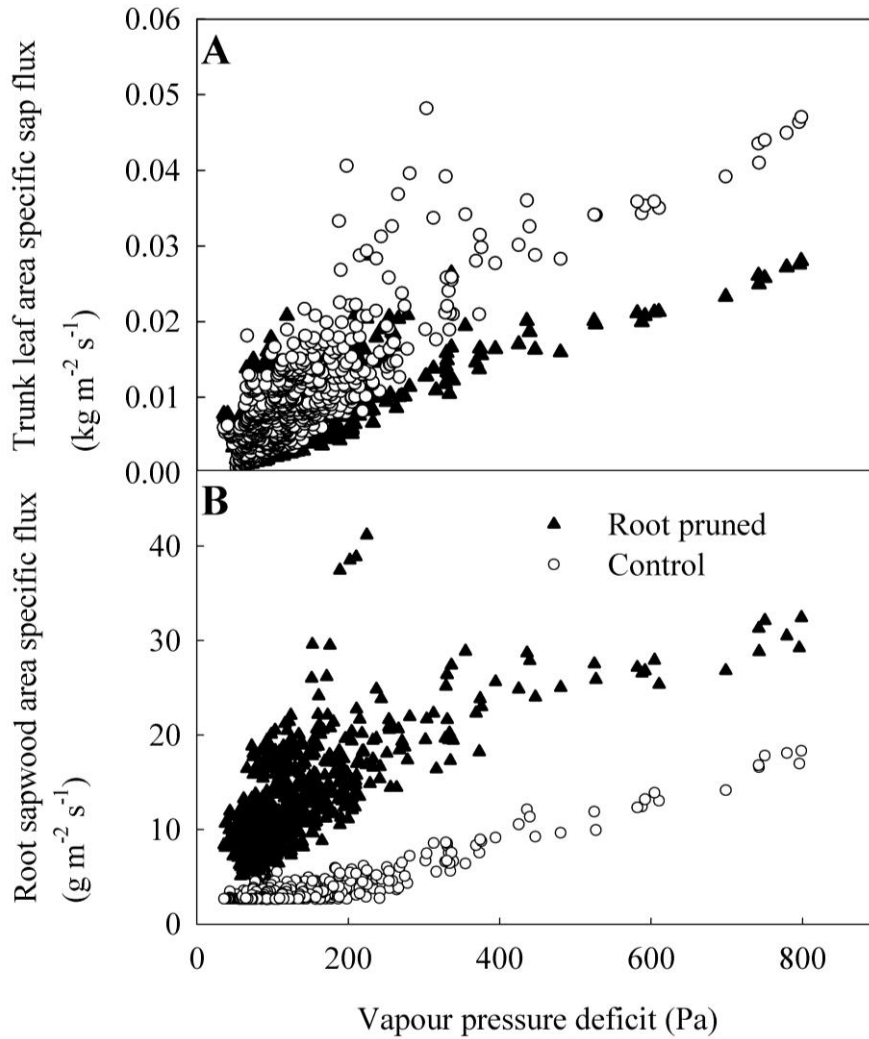 0.06
A
0.05
0.04
0.03
0.02
0.01
0.00
Trunk leaf area specific sap flux
(kg m⁻² s⁻¹)
B
Root pruned
Control
40
30
20
10
0
Root sapwood area specific flux
(g m⁻² s⁻¹)
0 200 400 600 800
Vapour pressure deficit (Pa)